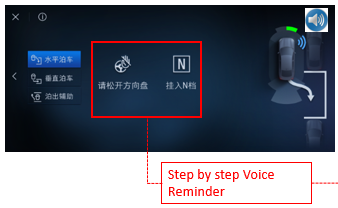 水平泊车
垂直泊车
泊出辅助
请松开方向盘
N
挂入N档
Step by step Voice
Reminder